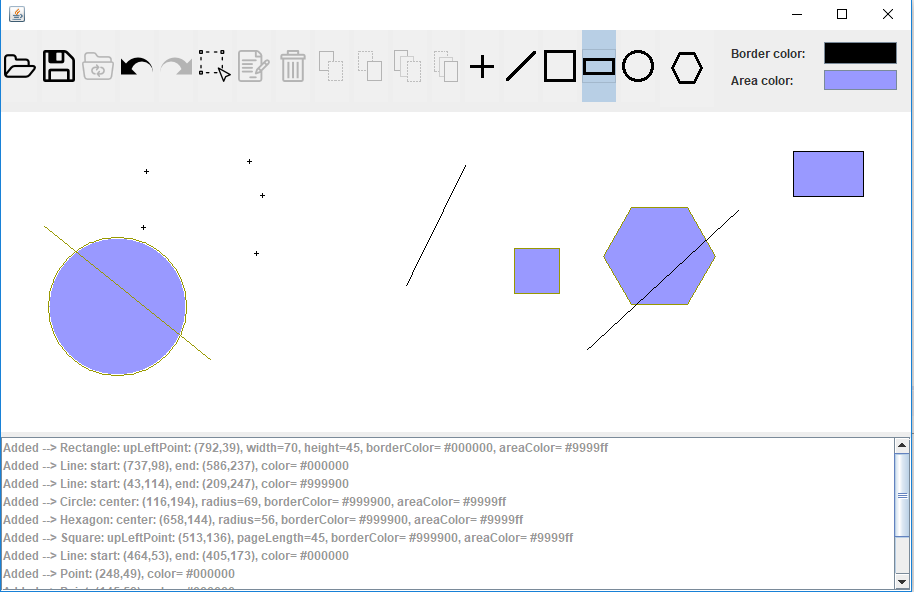 Border color:
Area color:
Added --> Rectangle: upLeftPoint: (792,39), width=70, height=45, borderColor= #000000, areaColor= #9999ff
Added --> Line: start: (737,98), end: (586,237), color= #000000
Added --> Line: start: (43,114), end: (209,247), color= #999900
Added --> Circle: center: (116,194), radius=69, borderColor= #999900, areaColor= #9999ff
Added --> Hexagon: center: (658,144), radius=56, borderColor= #999900, areaColor= #9999ff
Added --> Square: upLeftPoint: (513,136), pageLength=45, borderColor= #999900, areaColor= #9999ff
Added --> Line: start: (464,53), end: (405,173), color= #000000
Added --> Point: (248,49), color= #000000
Added --> Point: